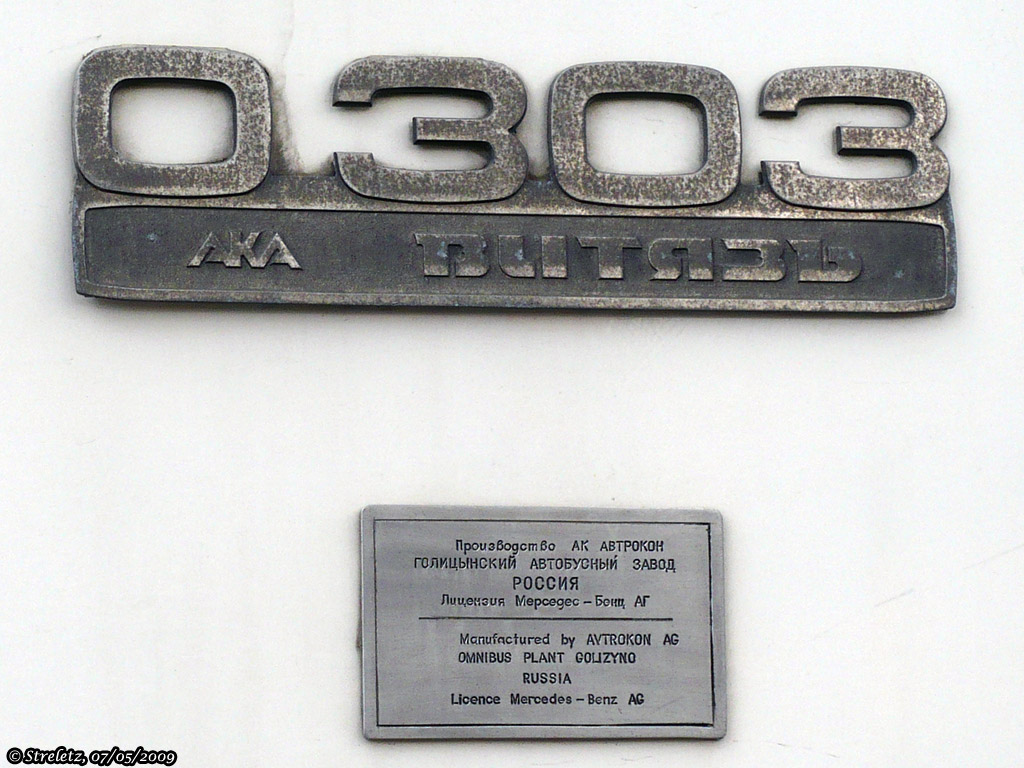 0303
АКА ВИТЯЗЬ
Производство АК АВТРОКОН
ГОЛИЦЫНСКИЙ АВТОБУСНЫЙ ЗАВОД
РОССИЯ
Лицензия Мерседес - Бенц АГ
Manufactured by AVTROKON AG
OMNIBUS PLANT GOLIZYNO
RUSSIA
Licence Mercedes - Benz AG
© Streletz, 07/05/2009